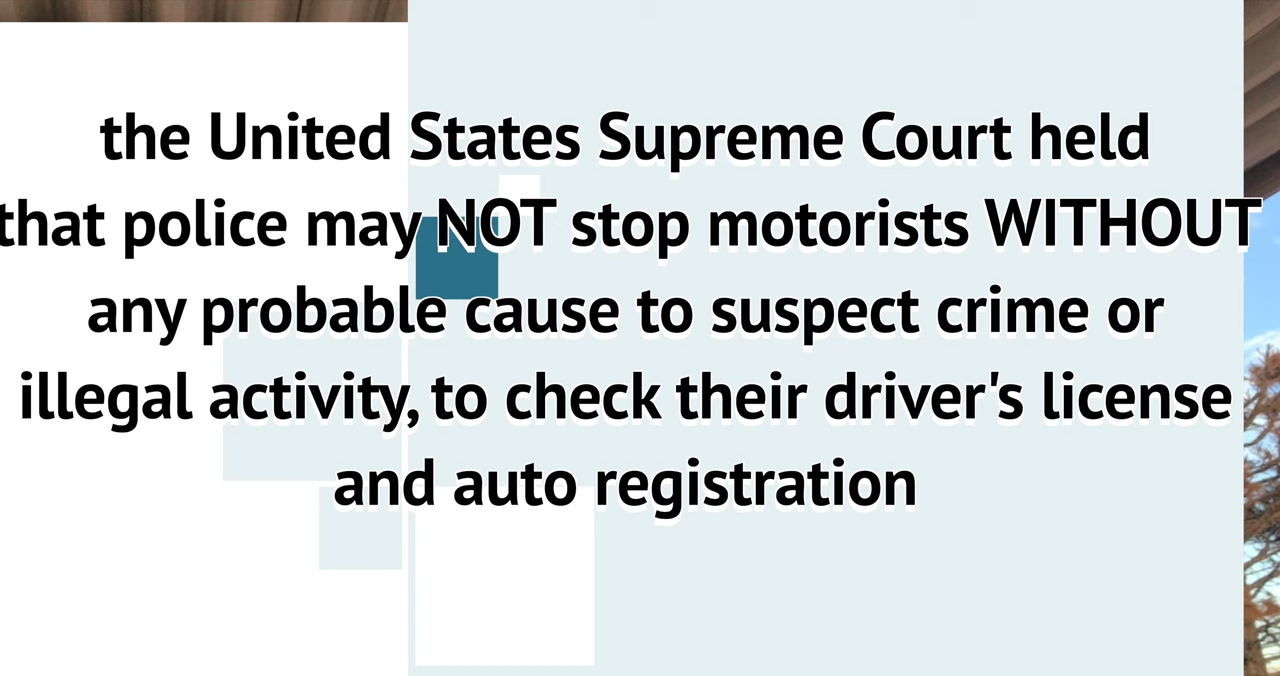 the United States Supreme Court held
that police may NOT stop motorists WITHOUT
any probable cause to suspect crime or
illegal activity, to check their driver's license
and auto registration